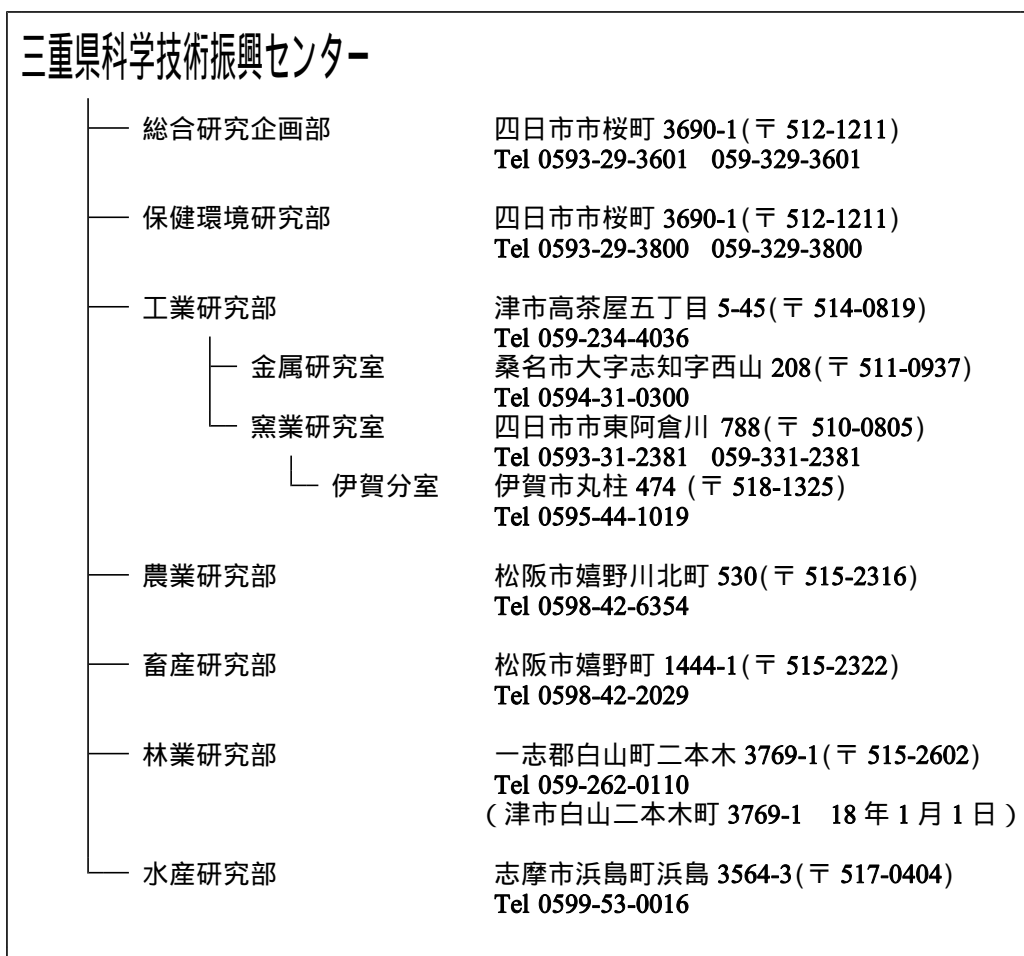 三重県科学技術振興センター
総合研究企画部 四日市市桜町 3690-1(〒 512-1211)
Tel 0593-29-3601 059-329-3601
保健環境研究部 四日市市桜町 3690-1(〒 512-1211)
Tel 0593-29-3800 059-329-3800
工業研究部 津市高茶屋五丁目 5-45(〒 514-0819)
Tel 059-234-4036
金属研究室 桑名市大字志知字西山 208(〒 511-0937)
Tel 0594-31-0300
窯業研究室 四日市市東阿倉川 788(〒 510-0805)
Tel 0593-31-2381 059-331-2381
伊賀分室 伊賀市丸柱 474 (〒 518-1325)
Tel 0595-44-1019
農業研究部 松阪市嬉野川北町 530(〒 515-2316)
Tel 0598-42-6354
畜産研究部 松阪市嬉野町 1444-1(〒 515-2322)
Tel 0598-42-2029
林業研究部 一志郡白山町二本木 3769-1(〒 515-2602)
Tel 059-262-0110
(津市白山二本木町 3769-1 18 年 1 月 1 日)
水産研究部 志摩市浜島町浜島 3564-3(〒 517-0404)
Tel 0599-53-0016